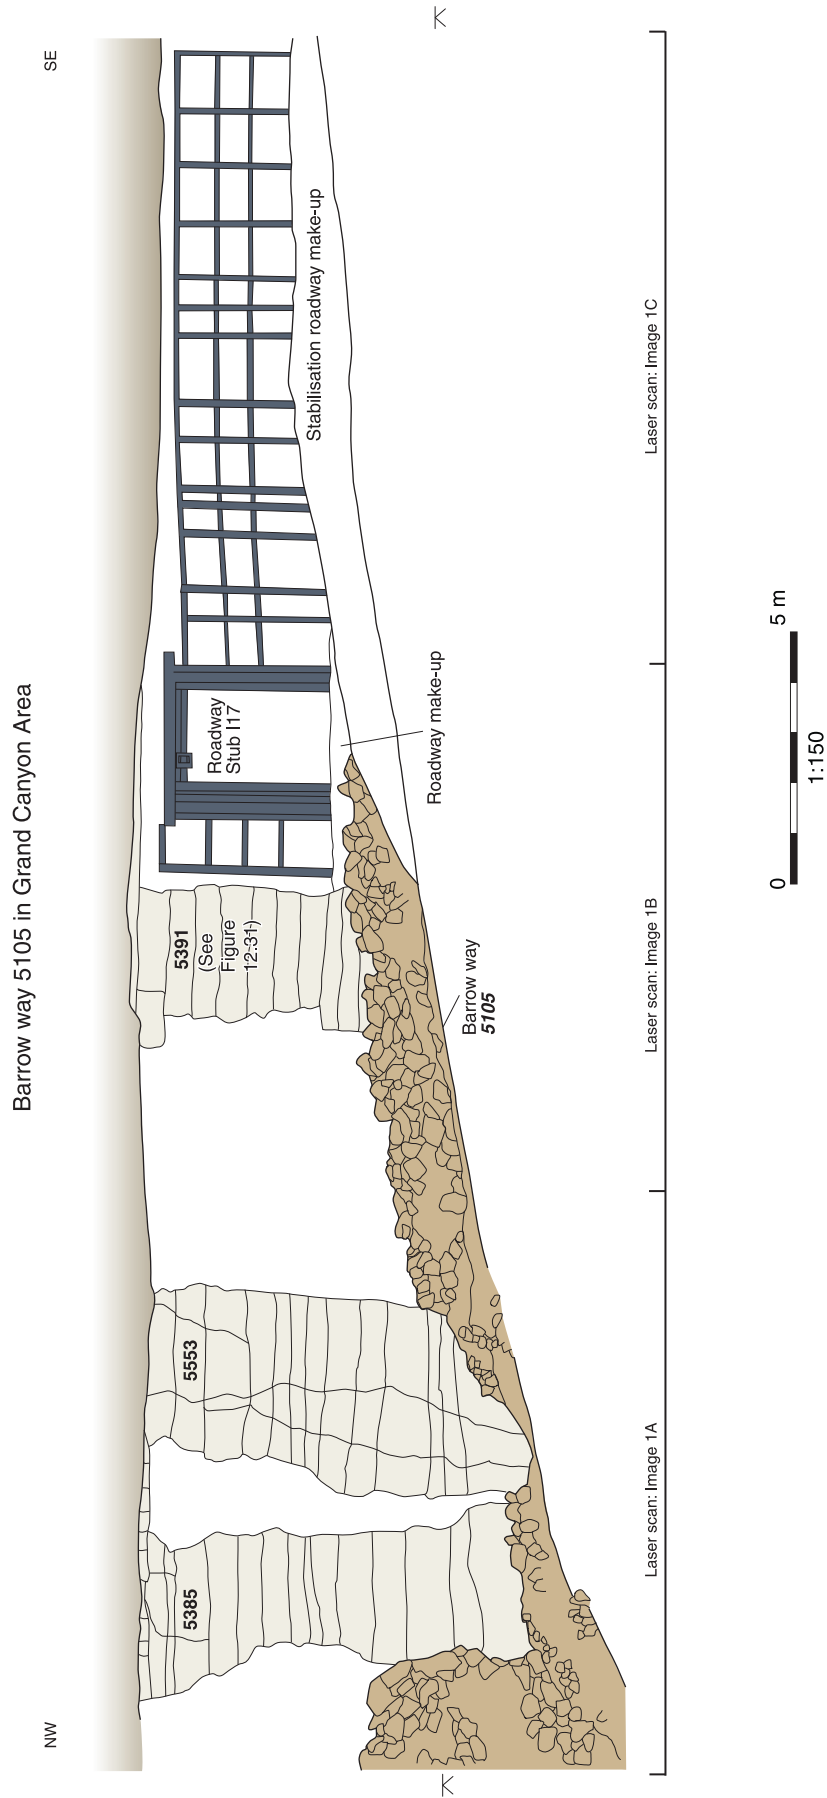 Barrow way 5105 in Grand Canyon Area
NW
SE
5385
5553
5391
(See
Figure
12.31)
Roadway
Stub I17
Stabilisation roadway make-up
Roadway make-up
Barrow way
5105
K
K
Laser scan: Image 1A
Laser scan: Image 1B
Laser scan: Image 1C
0
5 m
1:150